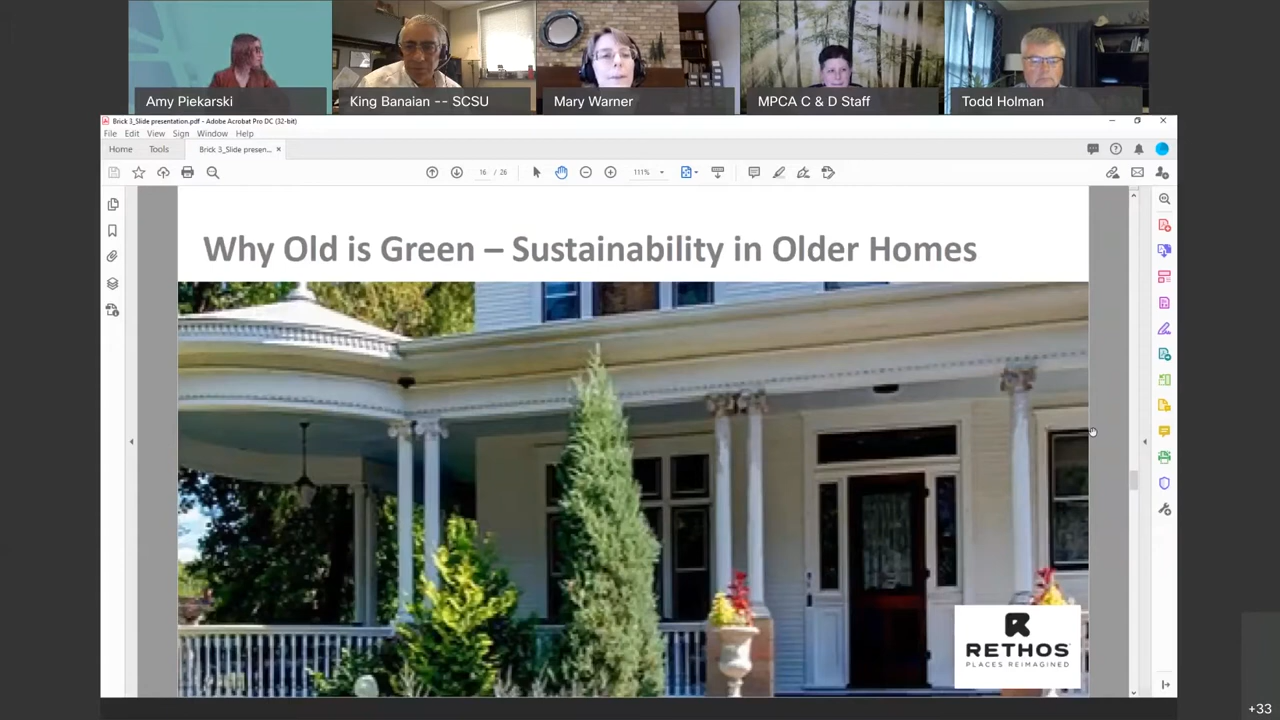 Amy Piekarski
King Banaian -- SCSU
Mary Warner
MPCA C & D Staff
Todd Holman
Brick 3_Slide presentation.pdf - Adobe Acrobat Pro DC (32-bit)
File Edit View Sign Window Help
Home Tools Brick 3_Slide presen...
16 / 26 111%
Why Old is Green – Sustainability in Older Homes
RETHOS
PLACES REIMAGINED
+33